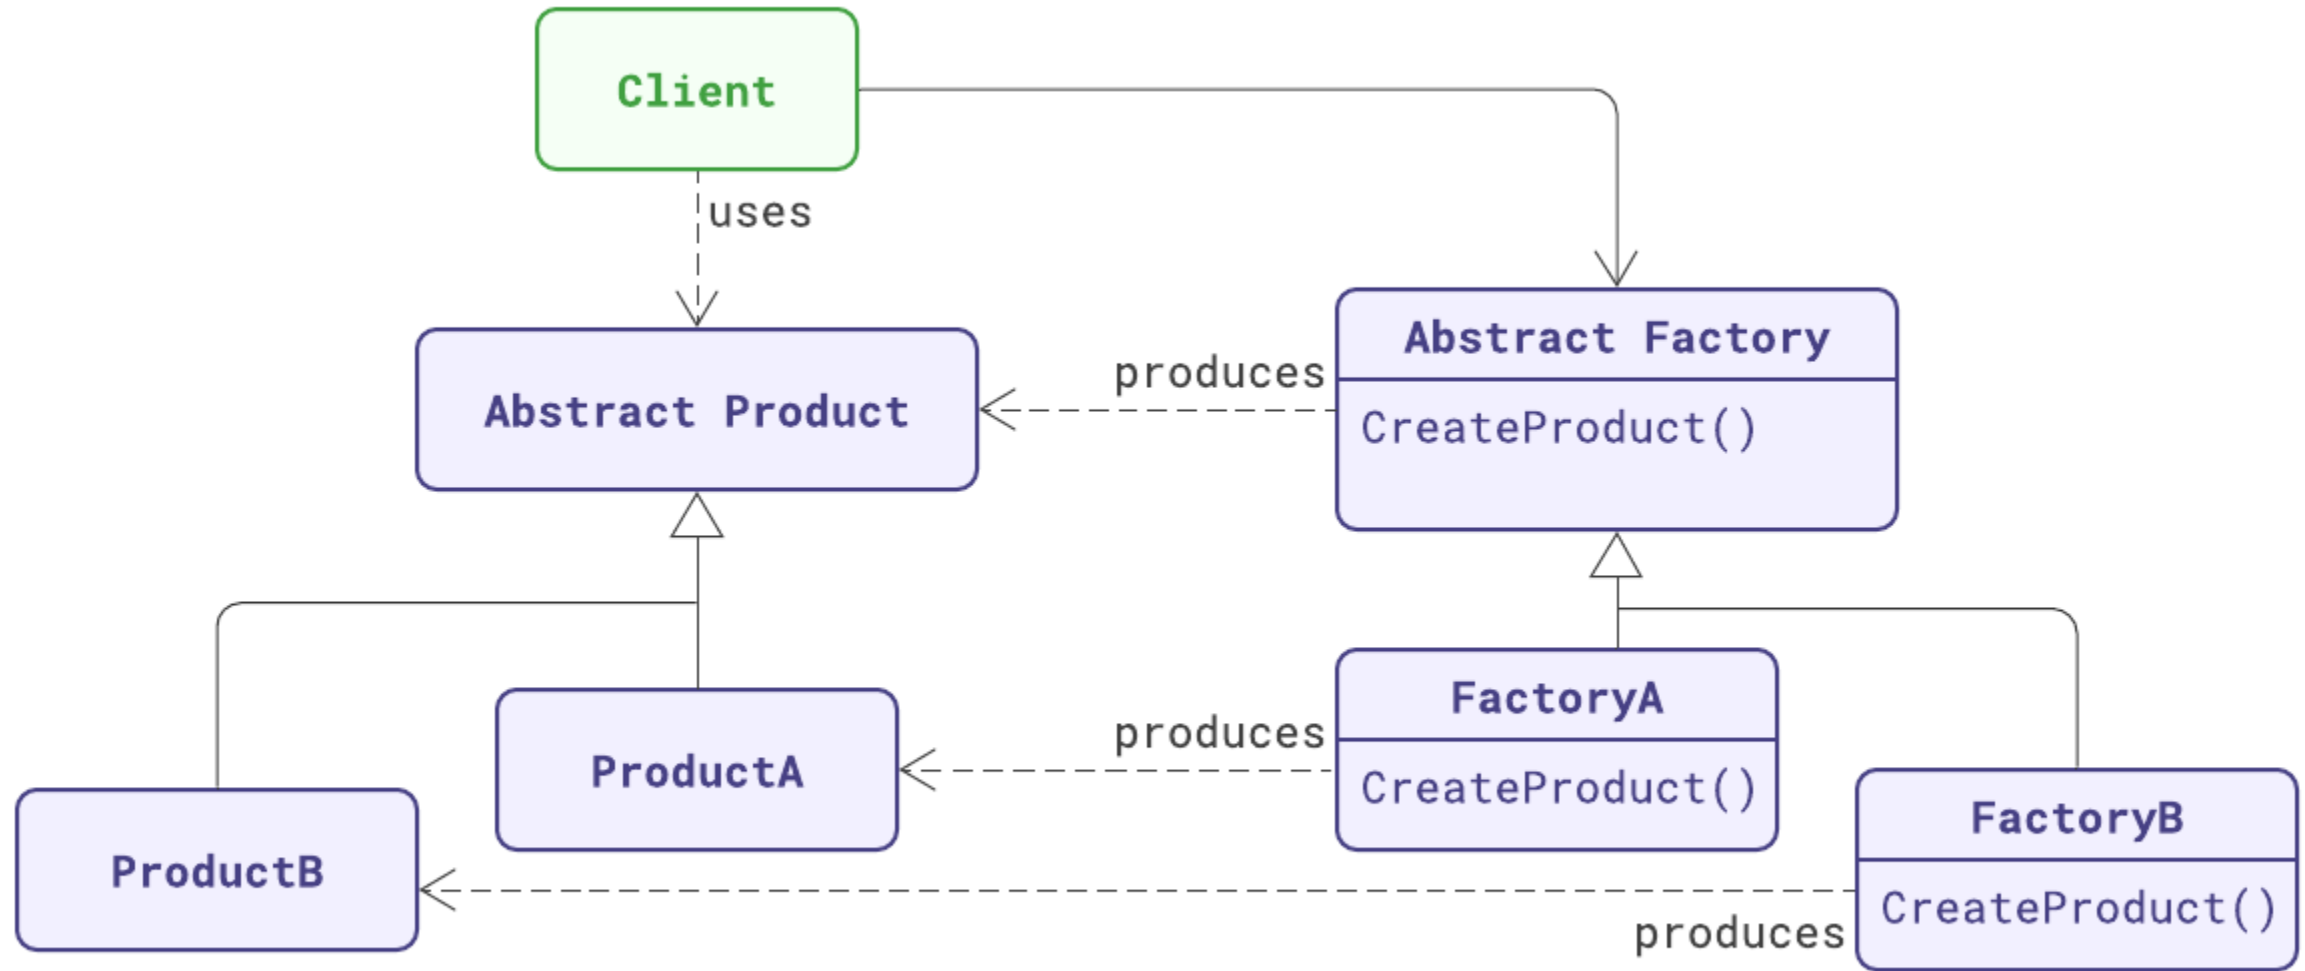 Client
uses
Abstract Factory
produces
Abstract Product
CreateProduct()
FactoryA
produces
ProductA
CreateProduct()
FactoryB
ProductB
CreateProduct()
produces